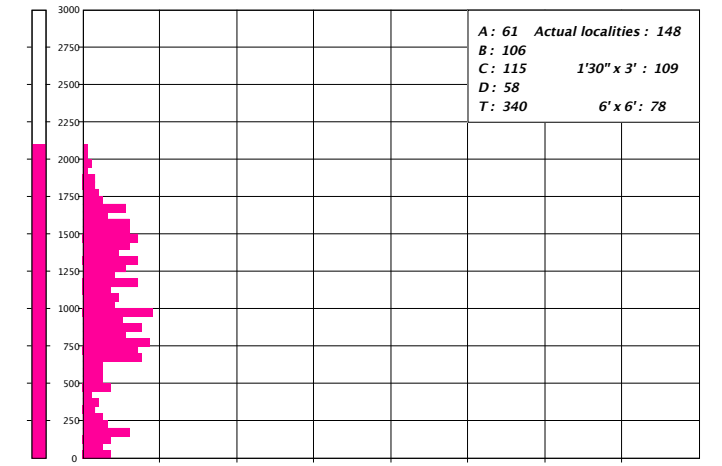 3000
2750
2500
2250
2000
1750
1500
1250
1000
750
500
250
0
A : 61 Actual localities : 148
B : 106
C : 115 1'30" x 3' : 109
D : 58
T : 340 6' x 6' : 78